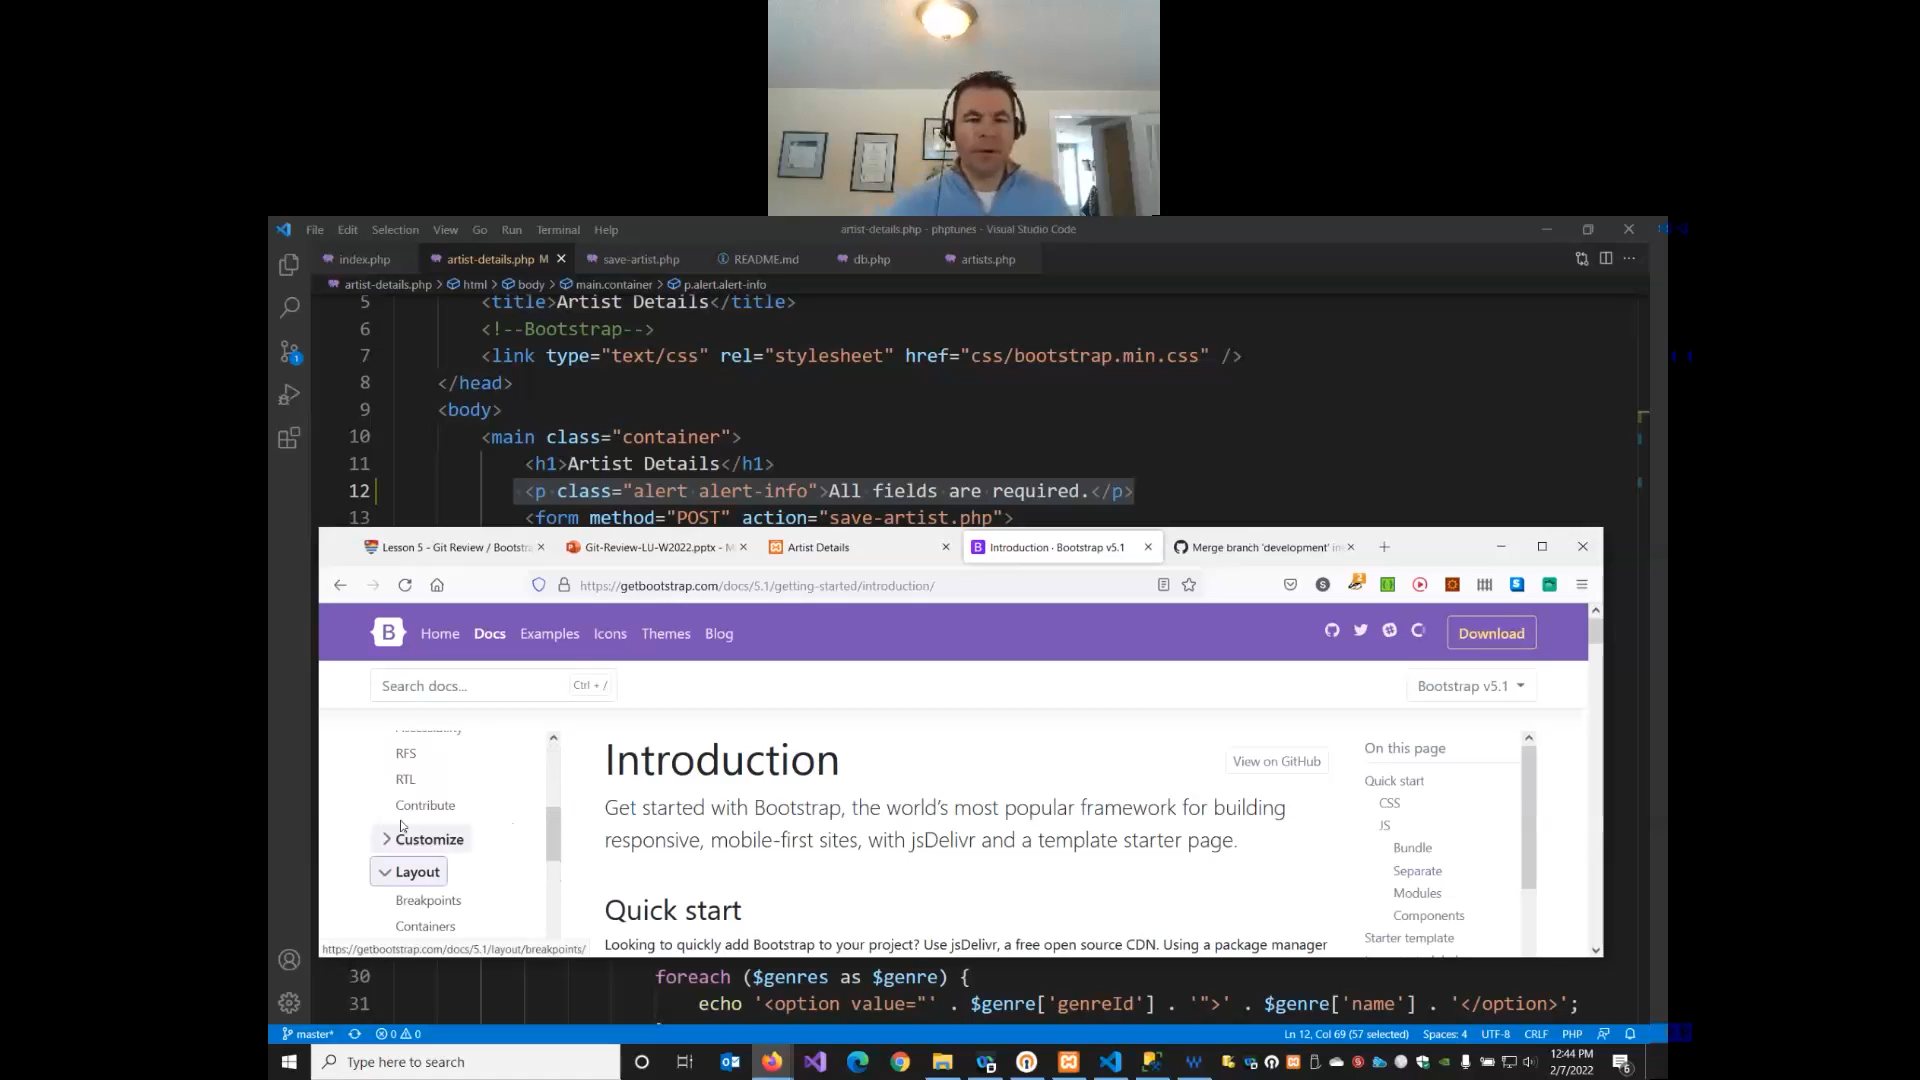 File Edit Selection View Go Run Terminal Help
artist-details.php - phptunes - Visual Studio Code
index.php
artist-details.php M
save-artist.php
README.md
db.php
artists.php
artist-details.php > html > body > main.container > p.alert.alert-info
5 <title>Artist Details</title>
6 <!--Bootstrap-->
7 <link type="text/css" rel="stylesheet" href="css/bootstrap.min.css" />
8 </head>
9 <body>
10 <main class="container">
11 <h1>Artist Details</h1>
12 <p class="alert alert-info">All fields are required.</p>
13 <form method="POST" action="save-artist.php">
Lesson 5 - Git Review / Bootstra
Git-Review-LU-W2022.pptx - M
Artist Details
Introduction · Bootstrap v5.1
Merge branch 'development' in
https://getbootstrap.com/docs/5.1/getting-started/introduction/
B Home Docs Examples Icons Themes Blog
Download
Search docs... Ctrl + /
Bootstrap v5.1
Accessibility
RFS
RTL
Contribute
Customize
Layout
Breakpoints
Containers
https://getbootstrap.com/docs/5.1/layout/breakpoints/
Introduction
View on GitHub
Get started with Bootstrap, the world's most popular framework for building
responsive, mobile-first sites, with jsDelivr and a template starter page.
Quick start
Looking to quickly add Bootstrap to your project? Use jsDelivr, a free open source CDN. Using a package manager
On this page
Quick start
CSS
JS
Bundle
Separate
Modules
Components
Starter template
30 foreach ($genres as $genre) {
31 echo '<option value="' . $genre['genreId'] . '">' . $genre['name'] . '</option>';
master* 0 0
Ln 12, Col 69 (57 selected) Spaces: 4 UTF-8 CRLF PHP
Type here to search
12:44 PM
2/7/2022